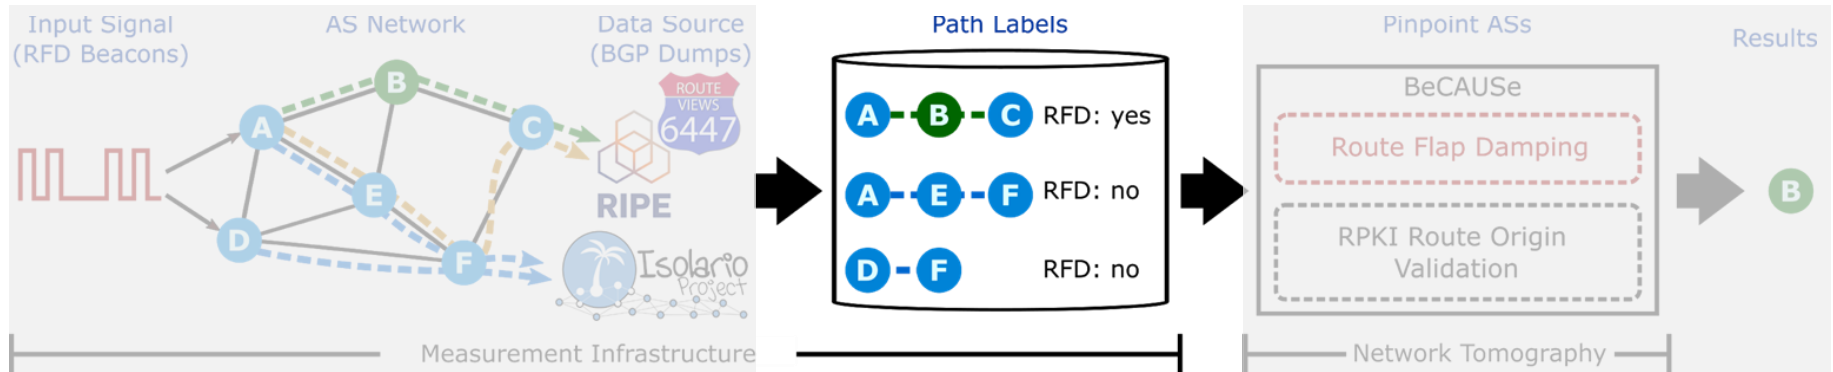 Input Signal
(RFD Beacons)
AS Network
Data Source
(BGP Dumps)
A
B
C
D
E
F
ROUTE
VIEWS
6447
RIPE
Isolario
Project
Path Labels
A B C RFD: yes
A E F RFD: no
D F RFD: no
Measurement Infrastructure
Pinpoint ASs
BeCAUSe
Route Flap Damping
RPKI Route Origin
Validation
Network Tomography
Results
B